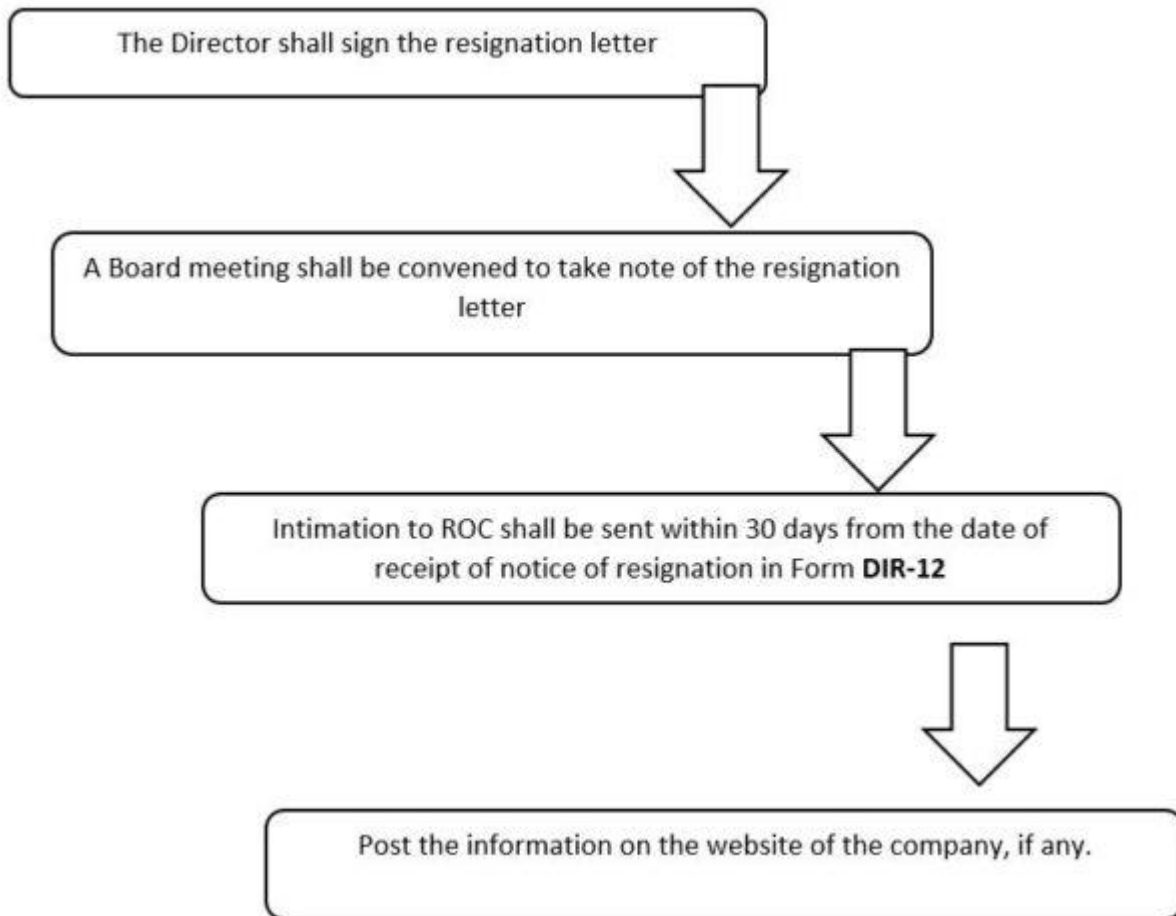 The Director shall sign the resignation letter
A Board meeting shall be convened to take note of the resignation
letter
Intimation to ROC shall be sent within 30 days from the date of
receipt of notice of resignation in Form DIR-12
Post the information on the website of the company, if any.